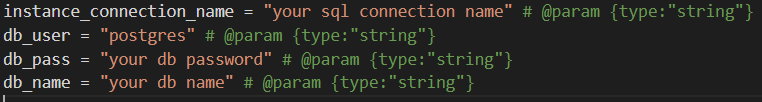 instance_connection_name = "your sql connection name" # @param {type:"string"}
db_user = "postgres" # @param {type:"string"}
db_pass = "your db password" # @param {type:"string"}
db_name = "your db name" # @param {type:"string"}